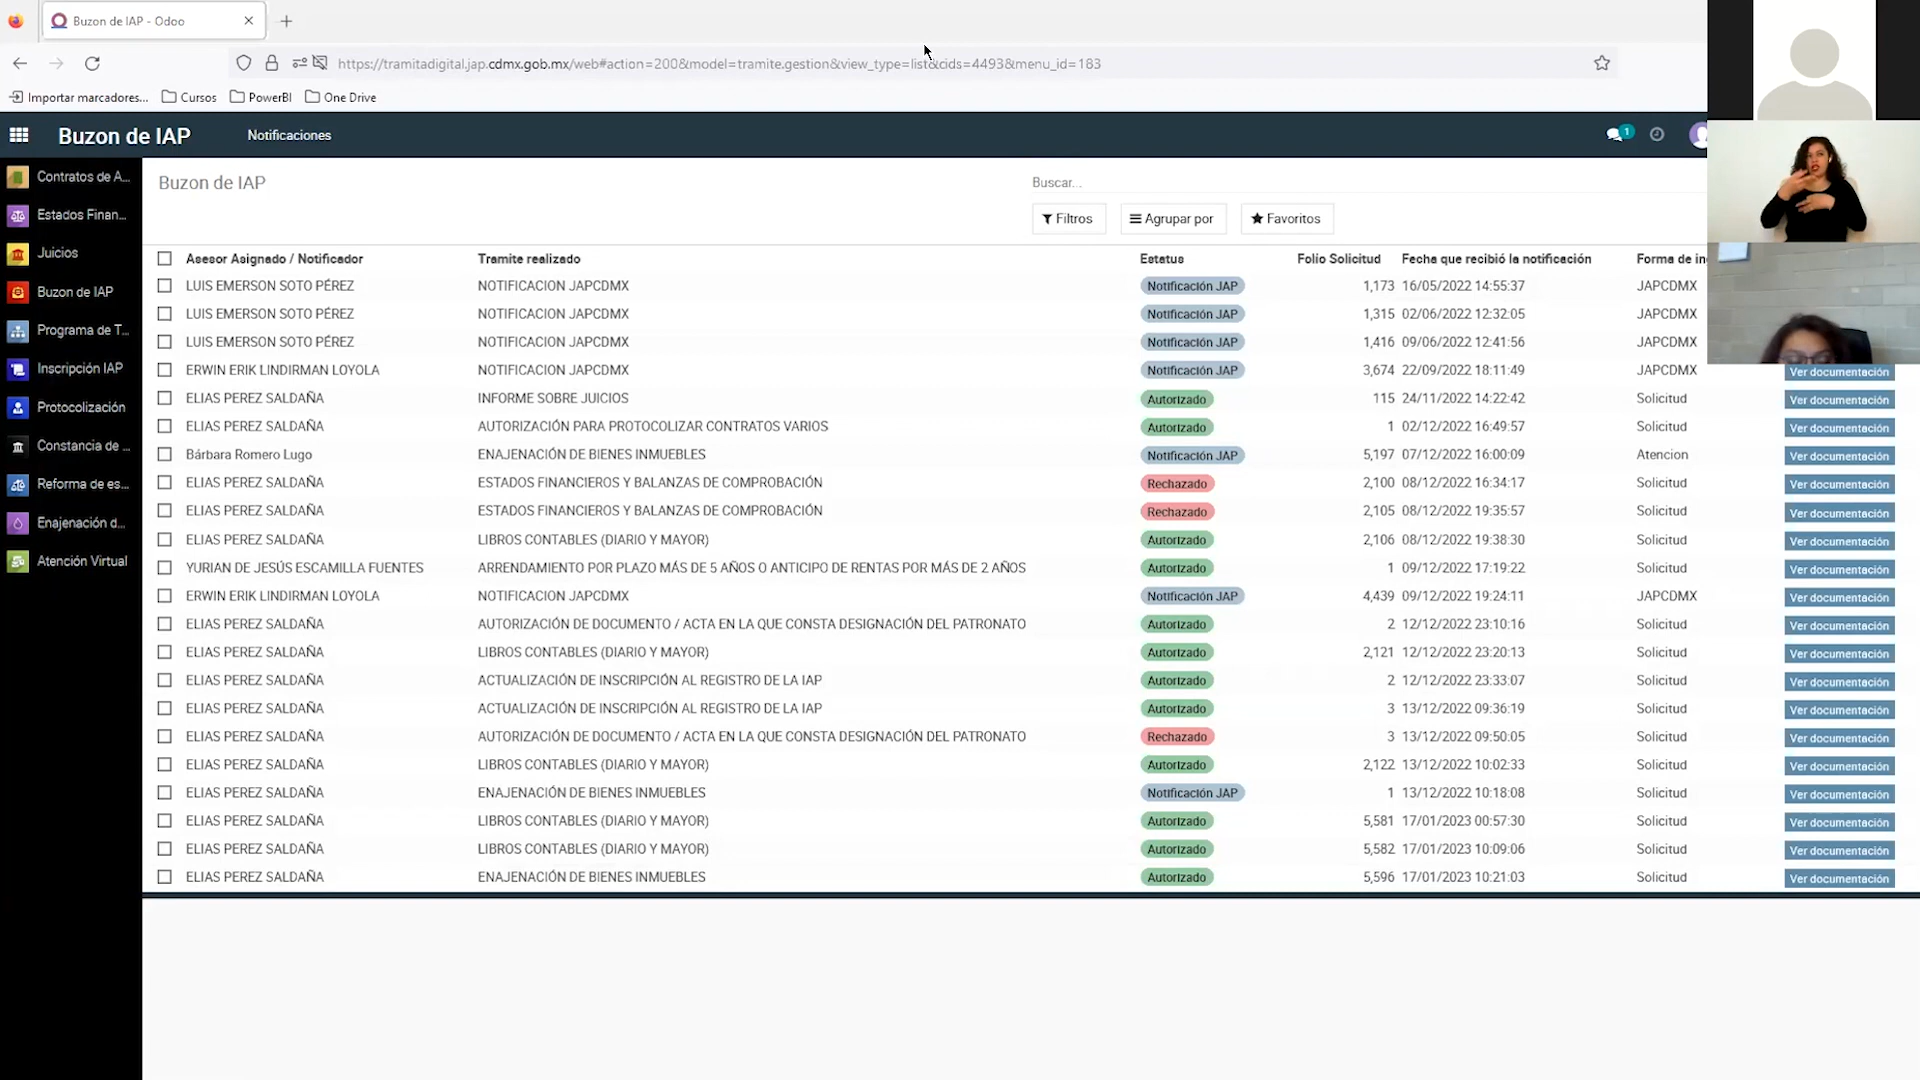 Buzon de IAP - Odoo
https://tramitadigital.jap.cdmx.gob.mx/web#action=200&model=tramite.gestion&view_type=list&cids=4493&menu_id=183
Importar marcadores... Cursos PowerBI One Drive
Buzon de IAP Notificaciones 1
Contratos de A...
Estados Finan...
Juicios
Buzon de IAP
Programa de T...
Inscripción IAP
Protocolización
Constancia de ...
Reforma de es...
Enajenación d...
Atención Virtual
Buzon de IAP
Buscar...
Filtros Agrupar por Favoritos
Asesor Asignado / Notificador Tramite realizado Estatus Folio Solicitud Fecha que recibió la notificación Forma de in
LUIS EMERSON SOTO PÉREZ NOTIFICACION JAPCDMX Notificación JAP 1,173 16/05/2022 14:55:37 JAPCDMX
LUIS EMERSON SOTO PÉREZ NOTIFICACION JAPCDMX Notificación JAP 1,315 02/06/2022 12:32:05 JAPCDMX
LUIS EMERSON SOTO PÉREZ NOTIFICACION JAPCDMX Notificación JAP 1,416 09/06/2022 12:41:56 JAPCDMX
ERWIN ERIK LINDIRMAN LOYOLA NOTIFICACION JAPCDMX Notificación JAP 3,674 22/09/2022 18:11:49 JAPCDMX Ver documentación
ELIAS PEREZ SALDAÑA INFORME SOBRE JUICIOS Autorizado 115 24/11/2022 14:22:42 Solicitud Ver documentación
ELIAS PEREZ SALDAÑA AUTORIZACIÓN PARA PROTOCOLIZAR CONTRATOS VARIOS Autorizado 1 02/12/2022 16:49:57 Solicitud Ver documentación
Bárbara Romero Lugo ENAJENACIÓN DE BIENES INMUEBLES Notificación JAP 5,197 07/12/2022 16:00:09 Atencion Ver documentación
ELIAS PEREZ SALDAÑA ESTADOS FINANCIEROS Y BALANZAS DE COMPROBACIÓN Rechazado 2,100 08/12/2022 16:34:17 Solicitud Ver documentación
ELIAS PEREZ SALDAÑA ESTADOS FINANCIEROS Y BALANZAS DE COMPROBACIÓN Rechazado 2,105 08/12/2022 19:35:57 Solicitud Ver documentación
ELIAS PEREZ SALDAÑA LIBROS CONTABLES (DIARIO Y MAYOR) Autorizado 2,106 08/12/2022 19:38:30 Solicitud Ver documentación
YURIAN DE JESÚS ESCAMILLA FUENTES ARRENDAMIENTO POR PLAZO MÁS DE 5 AÑOS O ANTICIPO DE RENTAS POR MÁS DE 2 AÑOS Autorizado 1 09/12/2022 17:19:22 Solicitud Ver documentación
ERWIN ERIK LINDIRMAN LOYOLA NOTIFICACION JAPCDMX Notificación JAP 4,439 09/12/2022 19:24:11 JAPCDMX Ver documentación
ELIAS PEREZ SALDAÑA AUTORIZACIÓN DE DOCUMENTO / ACTA EN LA QUE CONSTA DESIGNACIÓN DEL PATRONATO Autorizado 2 12/12/2022 23:10:16 Solicitud Ver documentación
ELIAS PEREZ SALDAÑA LIBROS CONTABLES (DIARIO Y MAYOR) Autorizado 2,121 12/12/2022 23:20:13 Solicitud Ver documentación
ELIAS PEREZ SALDAÑA ACTUALIZACIÓN DE INSCRIPCIÓN AL REGISTRO DE LA IAP Autorizado 2 12/12/2022 23:33:07 Solicitud Ver documentación
ELIAS PEREZ SALDAÑA ACTUALIZACIÓN DE INSCRIPCIÓN AL REGISTRO DE LA IAP Autorizado 3 13/12/2022 09:36:19 Solicitud Ver documentación
ELIAS PEREZ SALDAÑA AUTORIZACIÓN DE DOCUMENTO / ACTA EN LA QUE CONSTA DESIGNACIÓN DEL PATRONATO Rechazado 3 13/12/2022 09:50:05 Solicitud Ver documentación
ELIAS PEREZ SALDAÑA LIBROS CONTABLES (DIARIO Y MAYOR) Autorizado 2,122 13/12/2022 10:02:33 Solicitud Ver documentación
ELIAS PEREZ SALDAÑA ENAJENACIÓN DE BIENES INMUEBLES Notificación JAP 1 13/12/2022 10:18:08 Solicitud Ver documentación
ELIAS PEREZ SALDAÑA LIBROS CONTABLES (DIARIO Y MAYOR) Autorizado 5,581 17/01/2023 00:57:30 Solicitud Ver documentación
ELIAS PEREZ SALDAÑA LIBROS CONTABLES (DIARIO Y MAYOR) Autorizado 5,582 17/01/2023 10:09:06 Solicitud Ver documentación
ELIAS PEREZ SALDAÑA ENAJENACIÓN DE BIENES INMUEBLES Autorizado 5,596 17/01/2023 10:21:03 Solicitud Ver documentación